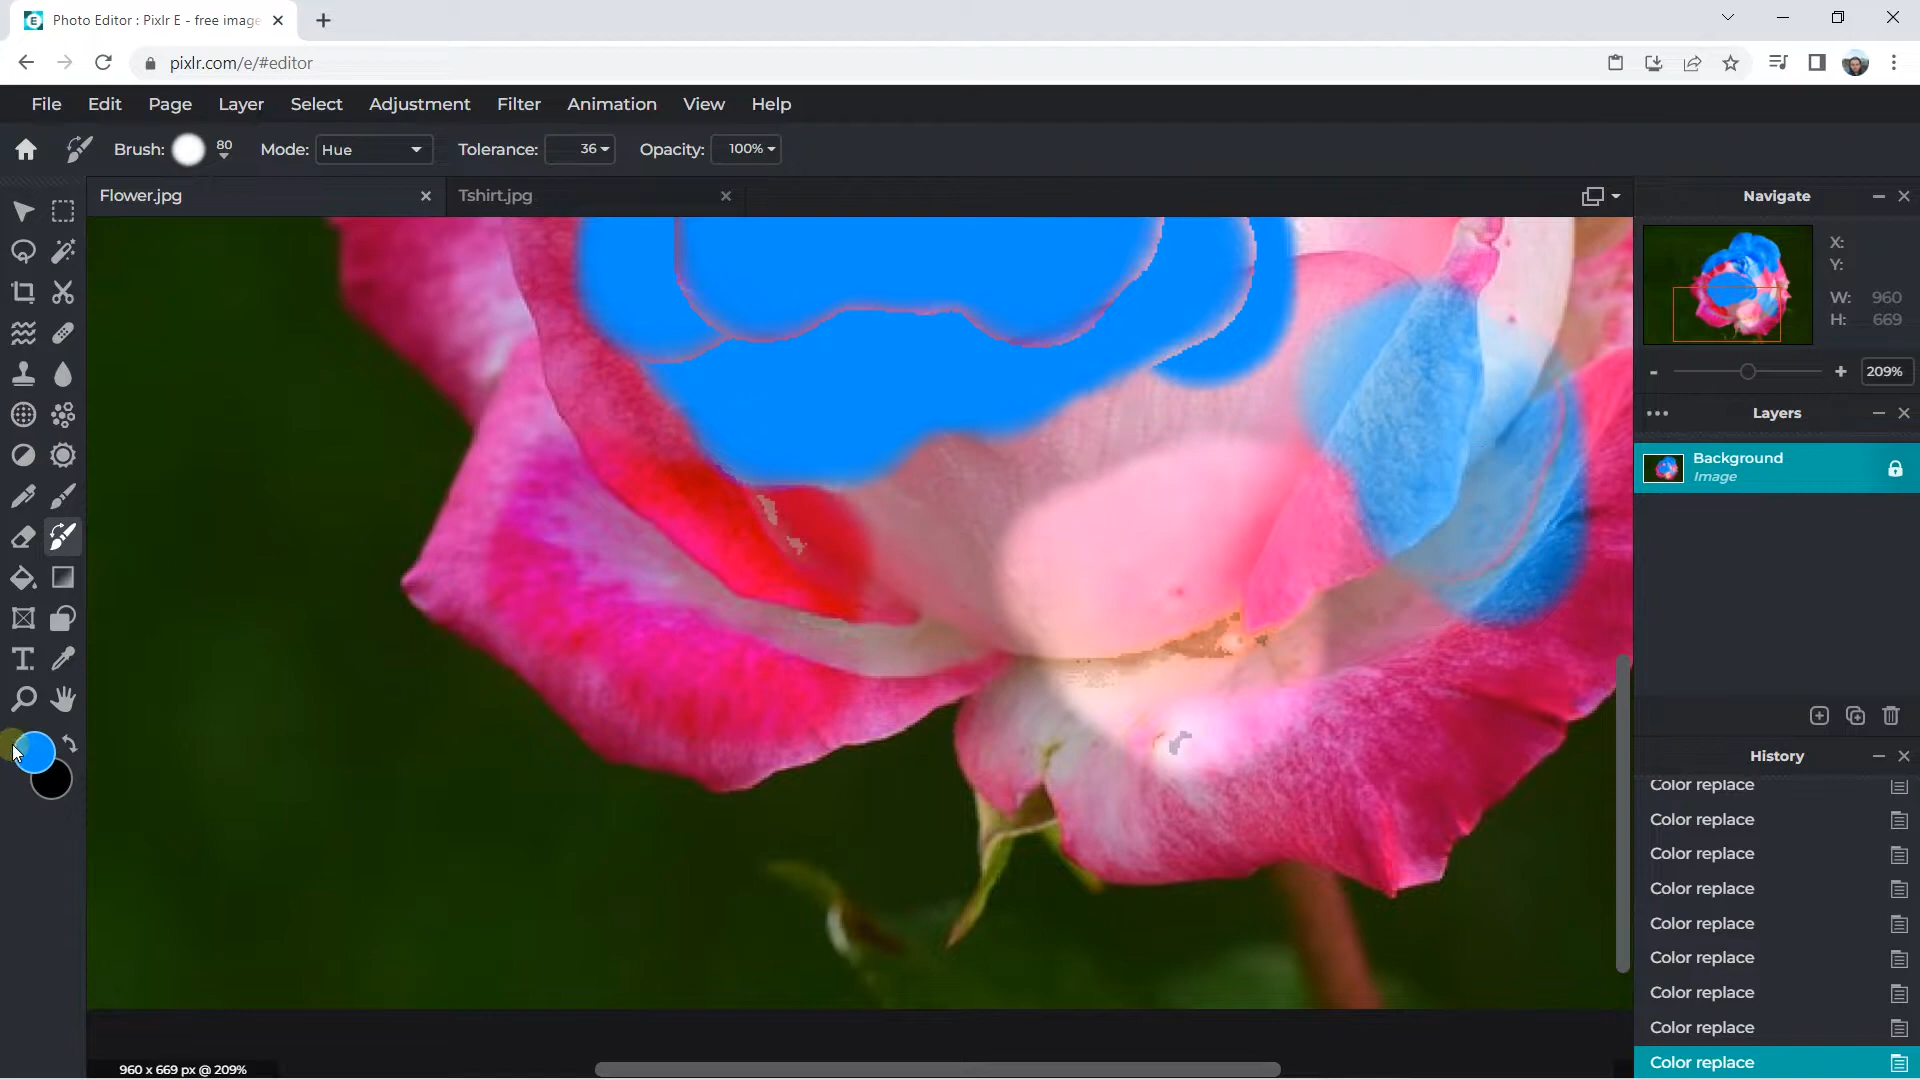 Photo Editor : Pixlr E - free image
pixlr.com/e/#editor
File Edit Page Layer Select Adjustment Filter Animation View Help
Brush: 80 Mode: Hue Tolerance: 36 Opacity: 100%
Flower.jpg Tshirt.jpg
Navigate
X:
Y:
W: 960
H: 669
- + 209%
Layers
Background
Image
T
History
Color replace
Color replace
Color replace
Color replace
Color replace
Color replace
Color replace
Color replace
Color replace
960 x 669 px @ 209%